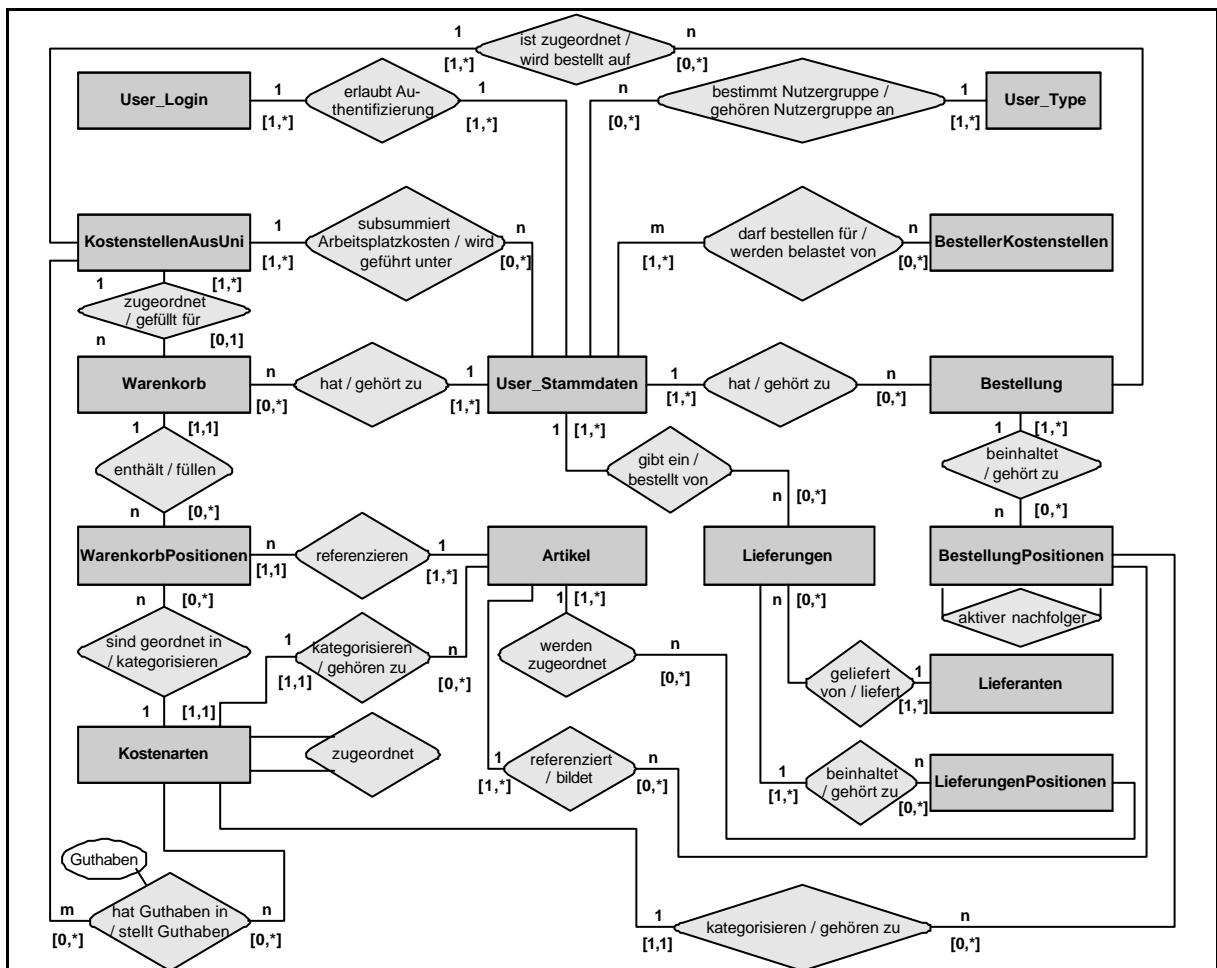 1
ist zugeordnet /
wird bestellt auf
n
[1,*]
[0,*]
User_Login
1
[1,*]
erlaubt Au-
thentifizierung
1
[1,*]
n
[0,*]
bestimmt Nutzergruppe /
gehören Nutzergruppe an
1
[1,*]
User_Type
KostenstellenAusUni
1
[1,*]
subsummiert
Arbeitsplatzkosten / wird
geführt unter
n
[0,*]
m
[1,*]
darf bestellen für /
werden belastet von
n
[0,*]
BestellerKostenstellen
1
[1,*]
zugeordnet
/ gefüllt für
n
[0,1]
Warenkorb
n
[0,*]
hat / gehört zu
1
[1,*]
User_Stammdaten
1
[1,*]
hat / gehört zu
n
[0,*]
Bestellung
1
[1,1]
enthält / füllen
n
[0,*]
1
[1,*]
gibt ein /
bestellt von
n
[0,*]
1
[1,*]
beinhaltet
/ gehört zu
n
[0,*]
WarenkorbPositionen
n
[1,1]
referenzieren
1
[1,*]
Artikel
Lieferungen
BestellungPositionen
n
[0,*]
sind geordnet in
/ kategorisieren
1
[1,1]
1
[1,1]
kategorisieren
/ gehören zu
n
[0,*]
1
[1,*]
werden
zugeordnet
n
[0,*]
n
[0,*]
aktiver nachfolger
geliefert
von / liefert
1
[1,*]
Lieferanten
Kostenarten
zugeordnet
1
[1,*]
referenziert
/ bildet
n
[0,*]
1
[1,*]
beinhaltet
/ gehört zu
n
[0,*]
LieferungenPositionen
Guthaben
m
[0,*]
hat Guthaben in
/ stellt Guthaben
n
[0,*]
1
[1,1]
kategorisieren / gehören zu
n
[0,*]